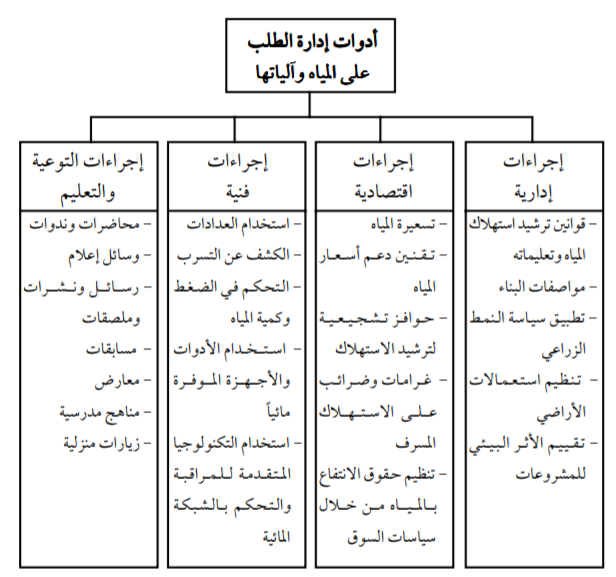 أدوات إدارة الطلب
على المياه وآلياتها
إجراءات
إدارية
- قوانين ترشيد استهلاك
المياه وتعليماته
- مواصفات البناء
- تطبيق سياسة النمط
الزراعي
- تنظيم استعمالات
الأراضي
- تقييم الأثر البيئي
للمشروعات
إجراءات
اقتصادية
- تسعيرة المياه
- تقنين دعم أسعار
المياه
- حوافز تشجيعية
لترشيد الاستهلاك
- غرامات وضرائب
على الاستهلاك
المسرف
- تنظيم حقوق الانتفاع
بالمياه من خلال
سياسات السوق
إجراءات
فنية
- استخدام العدادات
- الكشف عن التسرب
- التحكم في الضغط
وكمية المياه
- استخدام الأدوات
والأجهزة الموفرة
مائياً
- استخدام التكنولوجيا
المتقدمة للمراقبة
والتحكم بالشبكة
المائية
إجراءات التوعية
والتعليم
- محاضرات وندوات
- وسائل إعلام
- رسائل ونشرات
وملصقات
- مسابقات
- معارض
- مناهج مدرسية
- زيارات منزلية